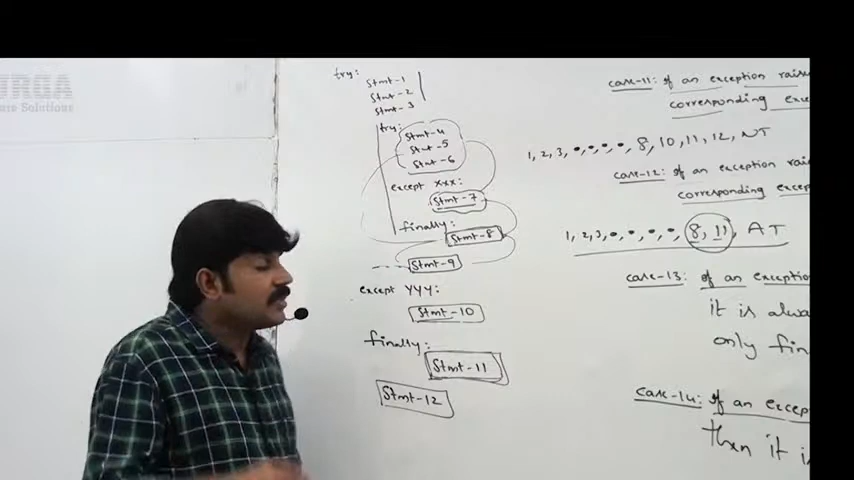 URGA
are Solutions
try:
stmt-1
stmt-2
stmt-3
try:
stmt-4
stmt-5
stmt-6
except xxx:
stmt-7
finally:
stmt-8
stmt-9
except YYY:
stmt-10
finally:
stmt-11
stmt-12
case-11: if an exception raise
corresponding exce
1, 2, 3, •, •, •, •, 8, 10, 11, 12, NT
case-12: if an exception rais
corresponding excep
1, 2, 3, •, •, •, •, 8, 11, AT
case-13: if an exception
it is alwa
only fin
case-14: if an excep
then it is